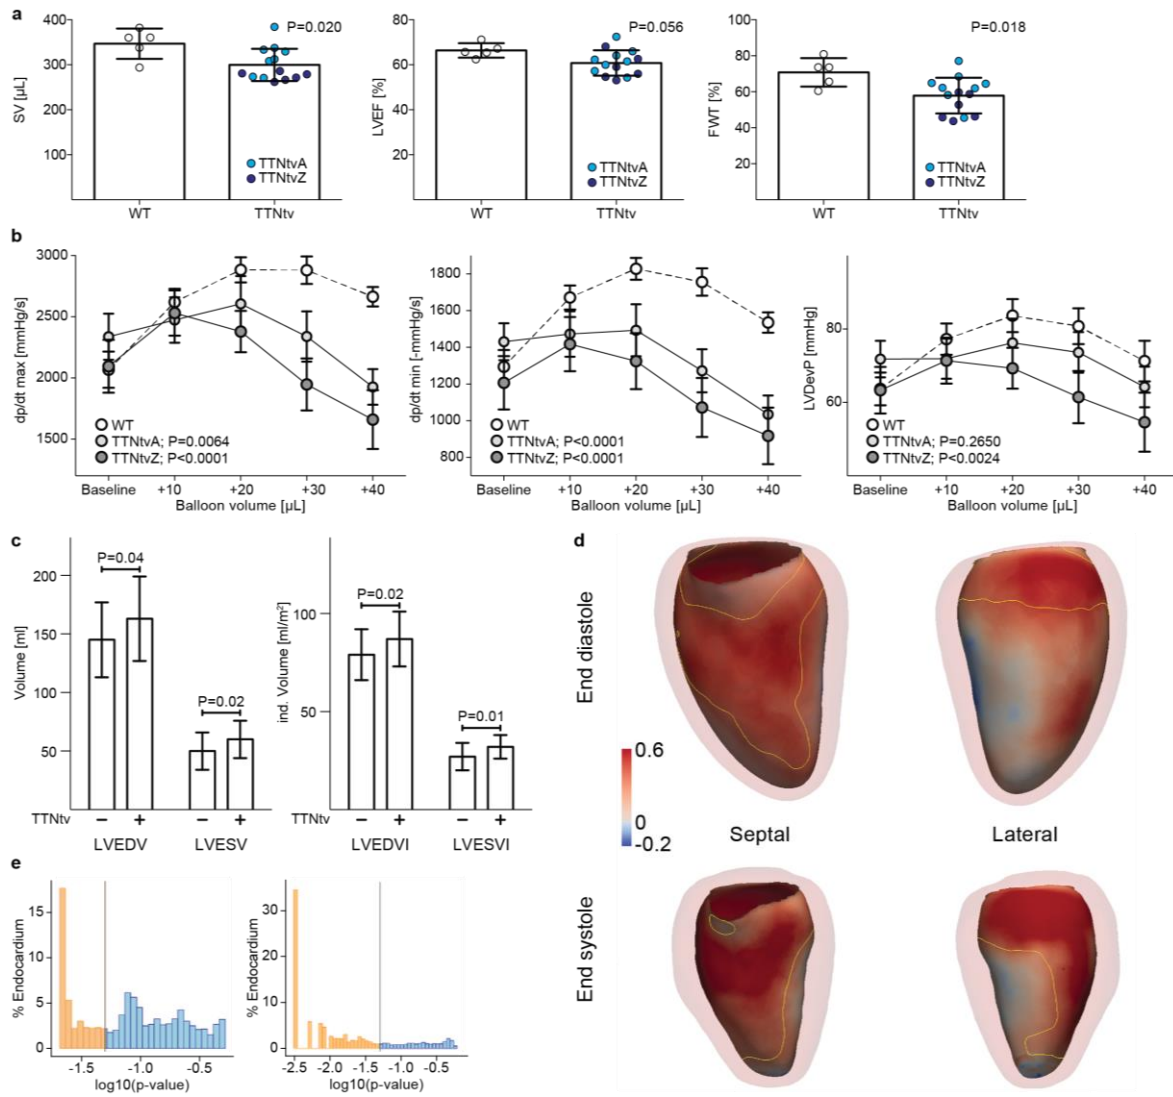 a
400
300
200
100
SV [µL]
P=0.020
TTNtvA
TTNtvZ
WT
TTNtv
80
60
40
20
LVEF [%]
P=0.056
TTNtvA
TTNtvZ
WT
TTNtv
100
80
60
40
20
FWT [%]
P=0.018
TTNtvA
TTNtvZ
WT
TTNtv
b
3000
2500
2000
1500
dp/dt max [mmHg/s]
WT
TTNtvA; P=0.0064
TTNtvZ; P<0.0001
Baseline +10 +20 +30 +40
Balloon volume [µL]
1800
1600
1400
1200
1000
800
dp/dt min [-mmHg/s]
WT
TTNtvA; P<0.0001
TTNtvZ; P<0.0001
Baseline +10 +20 +30 +40
Balloon volume [µL]
80
60
LVDevP [mmHg]
WT
TTNtvA; P=0.2650
TTNtvZ; P<0.0024
Baseline +10 +20 +30 +40
Balloon volume [µL]
c
200
150
100
50
Volume [ml]
P=0.04
P=0.02
TTNtv − + − +
LVEDV LVESV
100
50
ind. Volume [ml/m²]
P=0.02
P=0.01
− + − +
LVEDVI LVESVI
d
End diastole
0.6
0
-0.2
Septal
Lateral
End systole
e
15
10
5
0
% Endocardium
-1.5 -1.0 -0.5
log10(p-value)
30
20
10
0
% Endocardium
-2.5 -2.0 -1.5 -1.0 -0.5
log10(p-value)